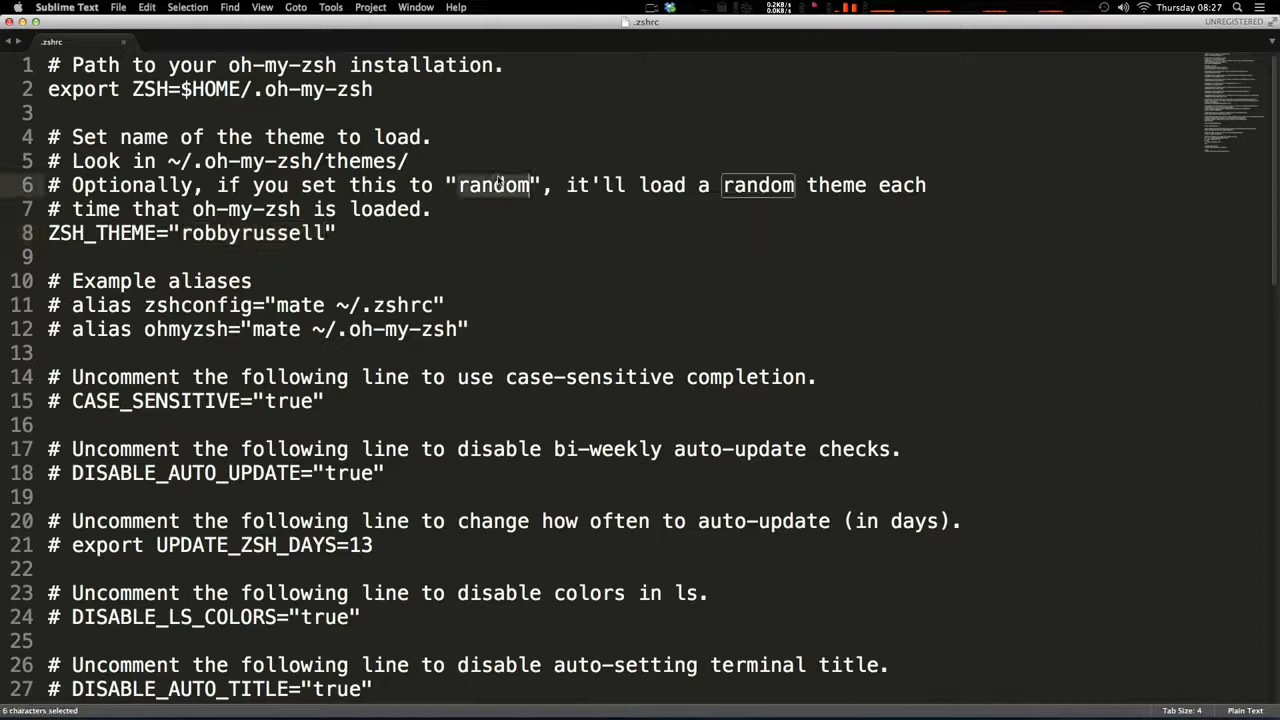 Sublime Text File Edit Selection Find View Goto Tools Project Window Help 0.2KB/s 0.0KB/s Thursday 08:27
.zshrc UNREGISTERED
.zshrc ×
1 # Path to your oh-my-zsh installation.
2 export ZSH=$HOME/.oh-my-zsh
3
4 # Set name of the theme to load.
5 # Look in ~/.oh-my-zsh/themes/
6 # Optionally, if you set this to "random", it'll load a random theme each
7 # time that oh-my-zsh is loaded.
8 ZSH_THEME="robbyrussell"
9
10 # Example aliases
11 # alias zshconfig="mate ~/.zshrc"
12 # alias ohmyzsh="mate ~/.oh-my-zsh"
13
14 # Uncomment the following line to use case-sensitive completion.
15 # CASE_SENSITIVE="true"
16
17 # Uncomment the following line to disable bi-weekly auto-update checks.
18 # DISABLE_AUTO_UPDATE="true"
19
20 # Uncomment the following line to change how often to auto-update (in days).
21 # export UPDATE_ZSH_DAYS=13
22
23 # Uncomment the following line to disable colors in ls.
24 # DISABLE_LS_COLORS="true"
25
26 # Uncomment the following line to disable auto-setting terminal title.
27 # DISABLE_AUTO_TITLE="true"
6 characters selected Tab Size: 4 Plain Text